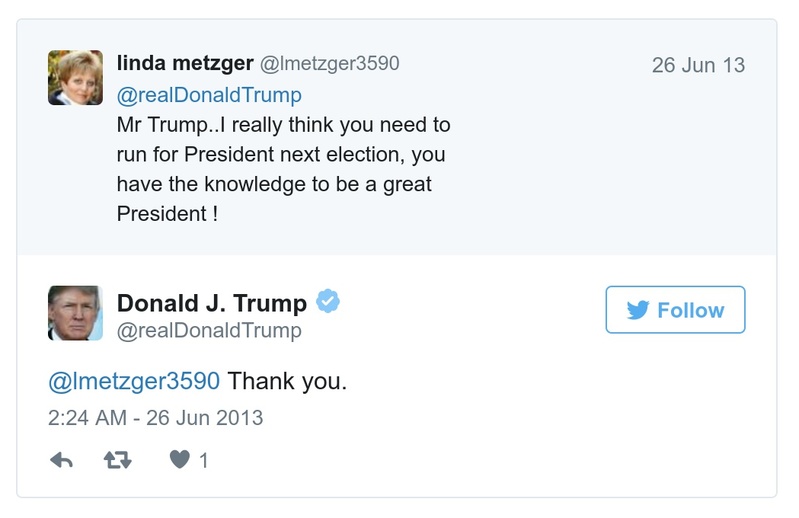 linda metzger @lmetzger3590
26 Jun 13
@realDonaldTrump
Mr Trump..I really think you need to
run for President next election, you
have the knowledge to be a great
President !
Donald J. Trump
Follow
@realDonaldTrump
@lmetzger3590 Thank you.
2:24 AM - 26 Jun 2013
1